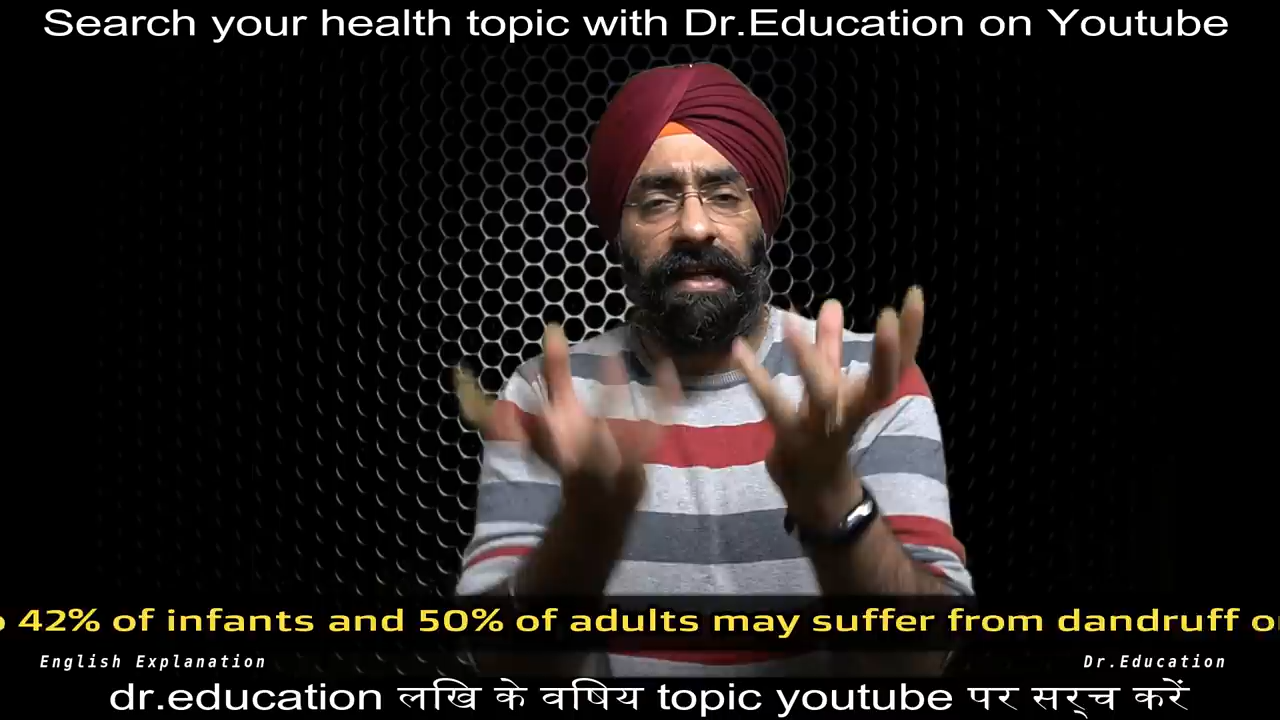 Search your health topic with Dr.Education on Youtube
42% of infants and 50% of adults may suffer from dandruff
English Explanation
Dr.Education
dr.education लखि के वषिय topic youtube पर सर्च करें